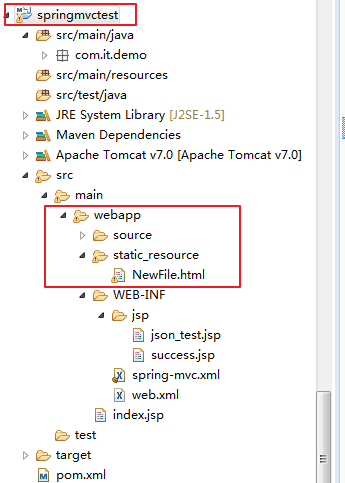 springmvctest
src/main/java
com.it.demo
src/main/resources
src/test/java
JRE System Library [J2SE-1.5]
Maven Dependencies
Apache Tomcat v7.0 [Apache Tomcat v7.0]
src
main
webapp
source
static_resource
NewFile.html
WEB-INF
jsp
json_test.jsp
success.jsp
spring-mvc.xml
web.xml
index.jsp
test
target
pom.xml